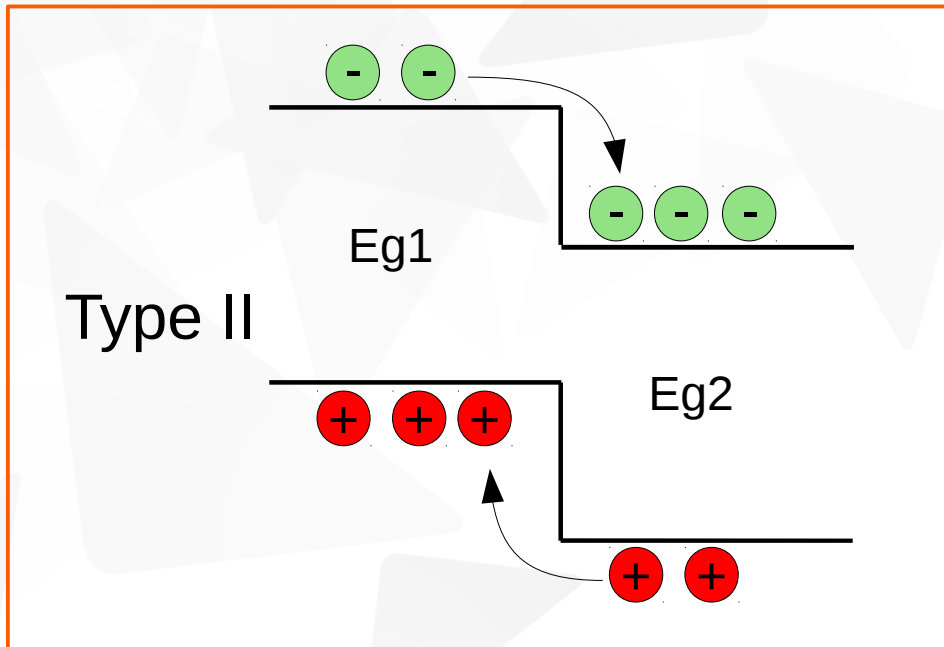 - -
- - -
Eg1
Type II
Eg2
+ + +
+ +